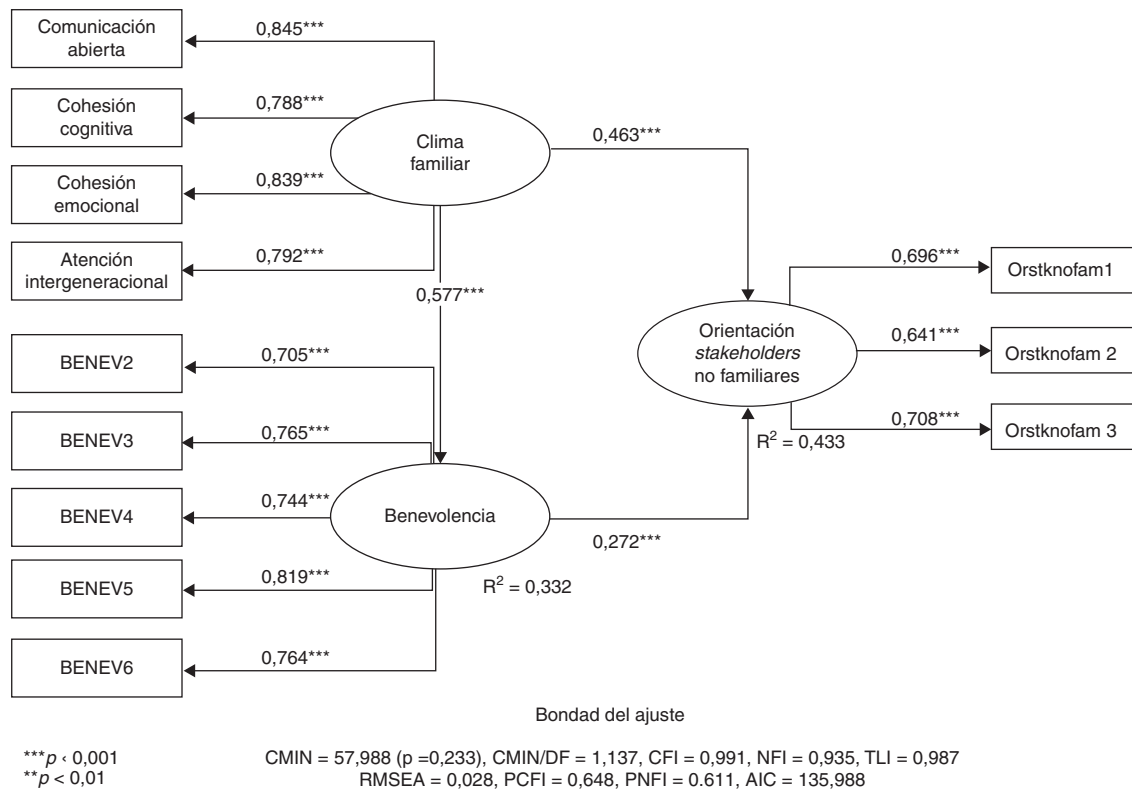 Comunicación
abierta
0,845***
Cohesión
cognitiva
0,788***
Clima
familiar
0,463***
Cohesión
emocional
0,839***
Atención
intergeneracional
0,792***
0,577***
0,696***
Orstknofam1
Orientación
stakeholders
no familiares
0,641***
Orstknofam 2
BENEV2
0,705***
0,708***
Orstknofam 3
R² = 0,433
BENEV3
0,765***
BENEV4
0,744***
Benevolencia
0,272***
BENEV5
0,819***
R² = 0,332
BENEV6
0,764***
Bondad del ajuste
***p < 0,001
**p < 0,01
CMIN = 57,988 (p =0,233), CMIN/DF = 1,137, CFI = 0,991, NFI = 0,935, TLI = 0,987
RMSEA = 0,028, PCFI = 0,648, PNFI = 0.611, AIC = 135,988